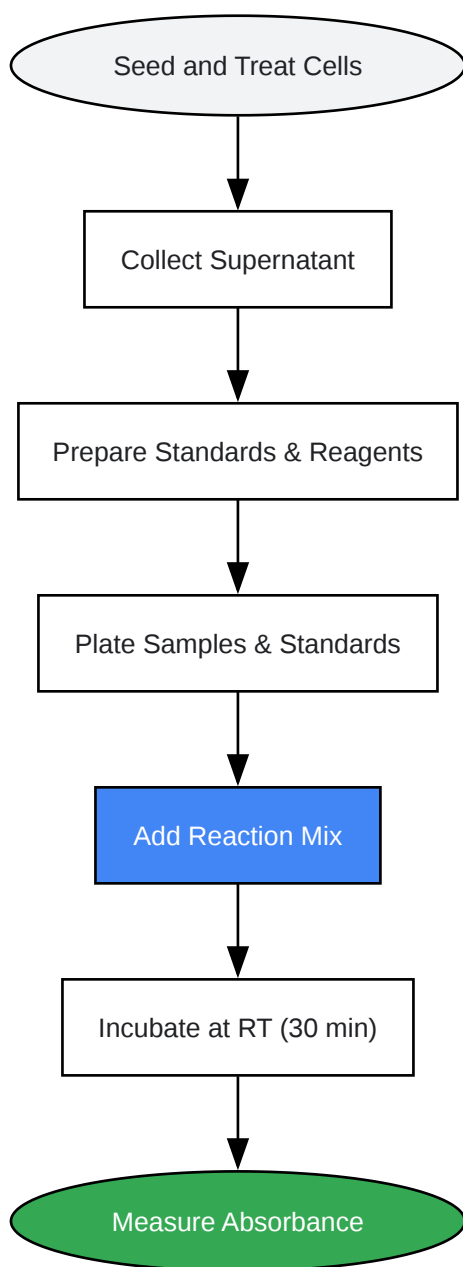 Seed and Treat Cells
Collect Supernatant
Prepare Standards & Reagents
Plate Samples & Standards
Add Reaction Mix
Incubate at RT (30 min)
Measure Absorbance